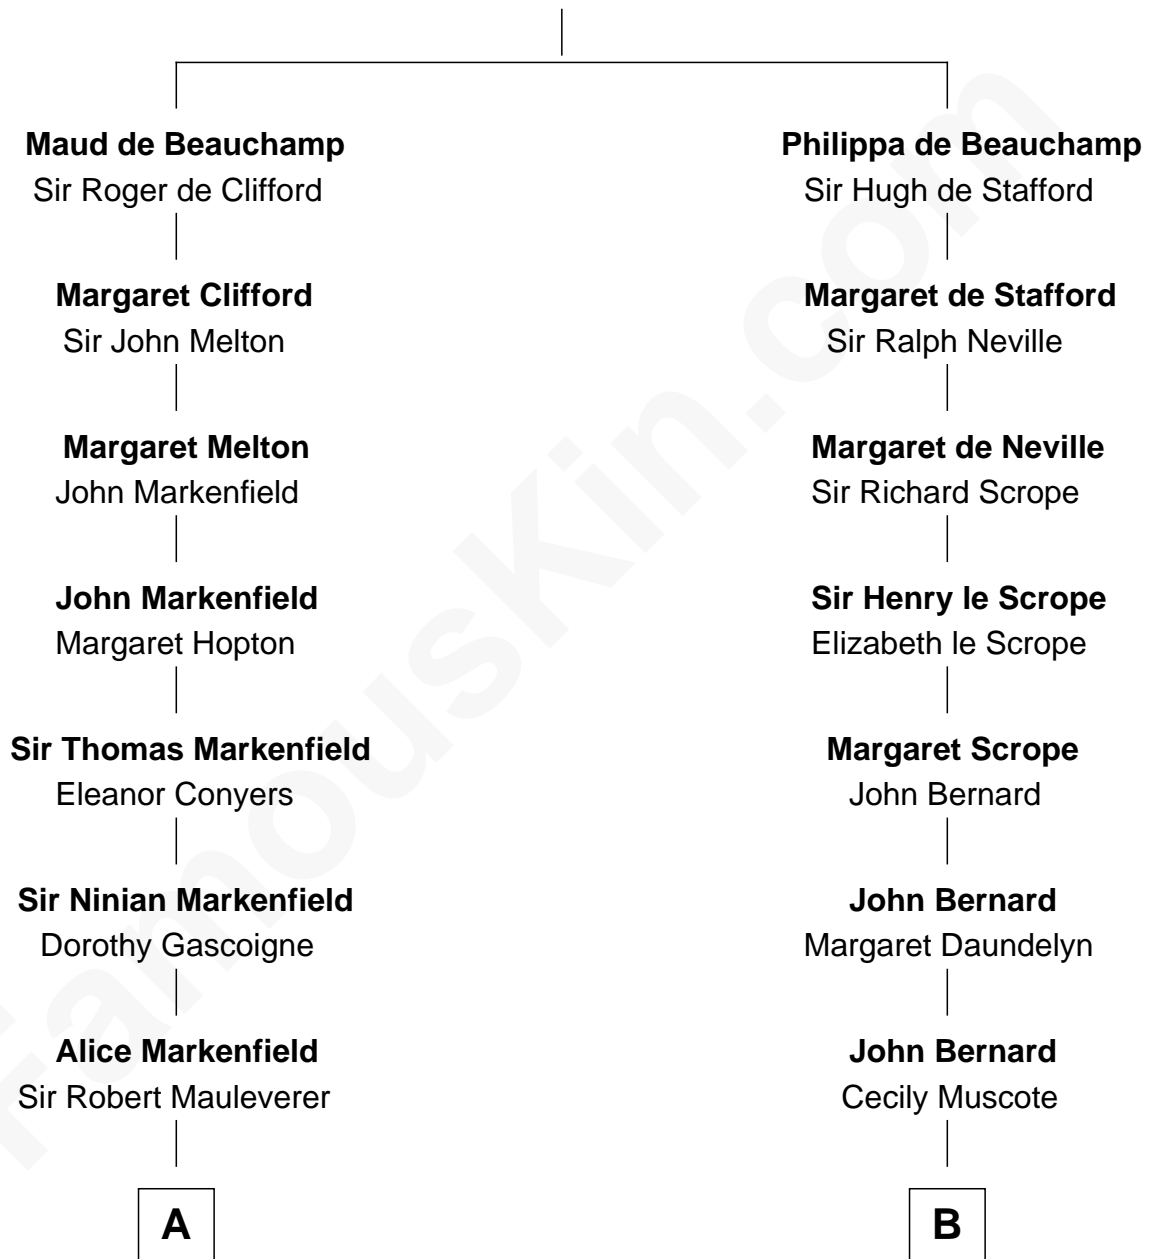 Maud de Beauchamp
Sir Roger de Clifford
Philippa de Beauchamp
Sir Hugh de Stafford
Margaret Clifford
Sir John Melton
Margaret de Stafford
Sir Ralph Neville
Margaret Melton
John Markenfield
Margaret de Neville
Sir Richard Scrope
John Markenfield
Margaret Hopton
Sir Henry le Scrope
Elizabeth le Scrope
Sir Thomas Markenfield
Eleanor Conyers
Margaret Scrope
John Bernard
Sir Ninian Markenfield
Dorothy Gascoigne
John Bernard
Margaret Daundelyn
Alice Markenfield
Sir Robert Mauleverer
John Bernard
Cecily Muscote
A
B
FamousKin.com